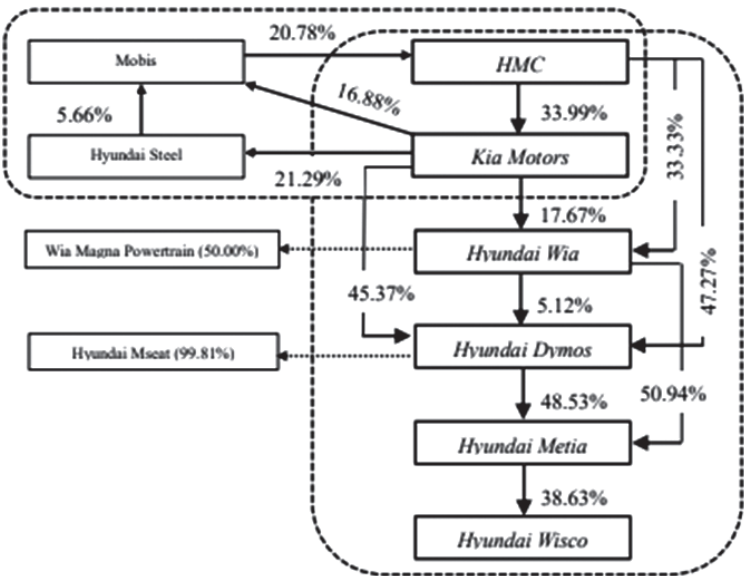 20.78%
Mobis
HMC
16.88%
5.66%
33.99%
33.33%
Hyundai Steel
Kia Motors
21.29%
17.67%
Wia Magna Powertrain (50.00%)
Hyundai Wia
47.27%
45.37%
5.12%
Hyundai Mseat (99.81%)
Hyundai Dymos
50.94%
48.53%
Hyundai Metia
38.63%
Hyundai Wisco